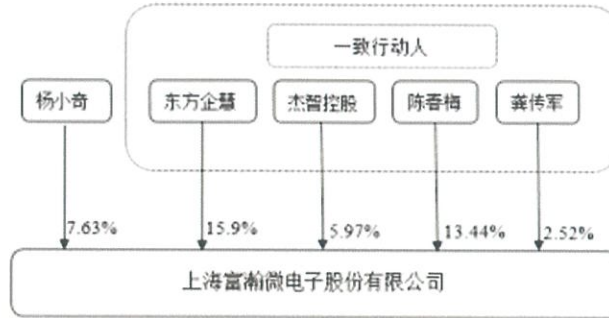 一致行动人
杨小奇 东方企慧 杰智控股 陈香梅 龚传军
7.63% 15.9% 5.97% 13.44% 2.52%
上海富瀚微电子股份有限公司